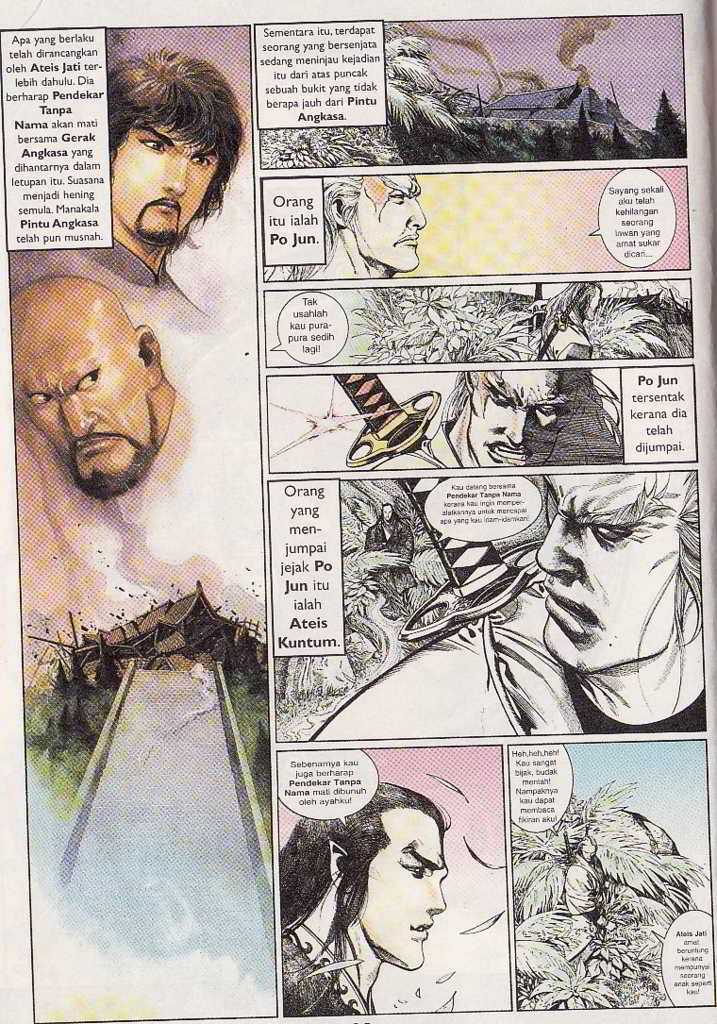 Apa yang berlaku
telah dirancangkan
oleh Ateis Jati ter-
lebih dahulu. Dia
berharap Pendekar
Tanpa
Nama akan mati
bersama Gerak
Angkasa yang
dihantarnya dalam
letupan itu. Suasana
menjadi hening
semula. Manakala
Pintu Angkasa
telah pun musnah.
Sementara itu, terdapat
seorang yang bersenjata
sedang meninjau kejadian
itu dari atas puncak
sebuah bukit yang tidak
berapa jauh dari Pintu
Angkasa.
Orang
itu ialah
Po Jun.
Sayang sekali
aku telah
kehilangan
seorang
lawan yang
amat sukar
dicari...
Tak
usahlah
kau pura-
pura sedih
lagi!
Po Jun
tersentak
kerana dia
telah
dijumpai.
Orang
yang
men-
jumpai
jejak Po
Jun itu
ialah
Ateis
Kuntum.
Kau datang bersama
Pendekar Tanpa Nama
kerana kau ingin memper-
alatkannya untuk mencapai
apa yang kau idam-idamkan!
Sebenarnya kau
juga berharap
Pendekar Tanpa
Nama mati dibunuh
oleh ayahku!
Heh,heh,heh!
Kau sangat
bijak, budak
mentah!
Nampaknya
kau dapat
membaca
fikiran aku!
Ateis Jati
amat
beruntung
kerana
mempunyai
seorang
anak seperti
kau!